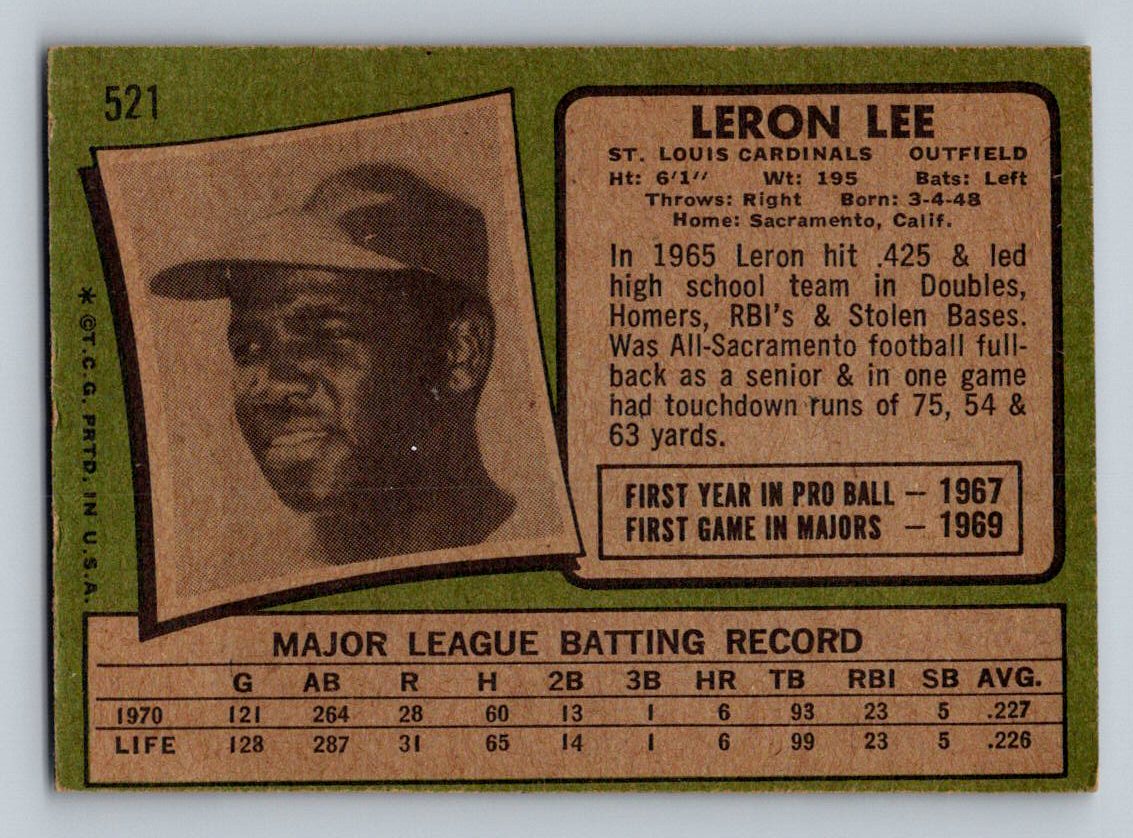 521
LERON LEE
ST. LOUIS CARDINALS OUTFIELD
Ht: 6'1" Wt: 195 Bats: Left
Throws: Right Born: 3-4-48
Home: Sacramento, Calif.
In 1965 Leron hit .425 & led
high school team in Doubles,
Homers, RBI's & Stolen Bases.
Was All-Sacramento football full-
back as a senior & in one game
had touchdown runs of 75, 54 &
63 yards.
FIRST YEAR IN PRO BALL — 1967
FIRST GAME IN MAJORS — 1969
* ©T.C.G. PRTD. IN U.S.A.
MAJOR LEAGUE BATTING RECORD
G AB R H 2B 3B HR TB RBI SB AVG.
1970 121 264 28 60 13 1 6 93 23 5 .227
LIFE 128 287 31 65 14 1 6 99 23 5 .226